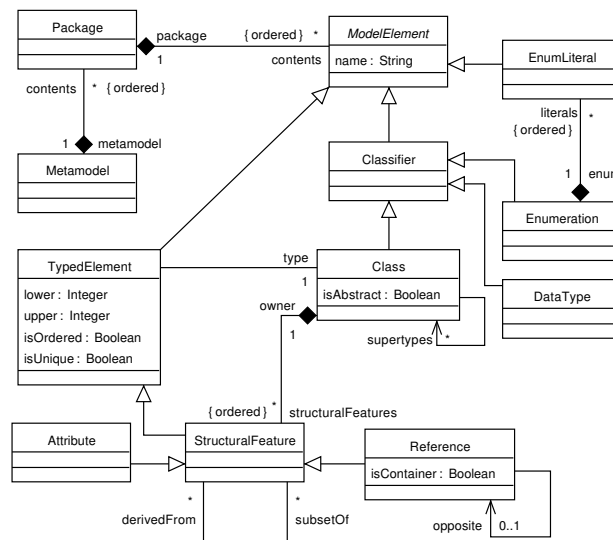 Package
package
{ ordered } *
1
contents
ModelElement
name : String
EnumLiteral
contents * { ordered }
literals *
{ ordered }
1 metamodel
Metamodel
Classifier
1 enum
Enumeration
TypedElement
lower : Integer
upper : Integer
isOrdered : Boolean
isUnique : Boolean
type
1
Class
isAbstract : Boolean
DataType
owner
1
supertypes *
{ ordered } * structuralFeatures
Attribute
StructuralFeature
Reference
isContainer : Boolean
* *
derivedFrom subsetOf
opposite 0..1